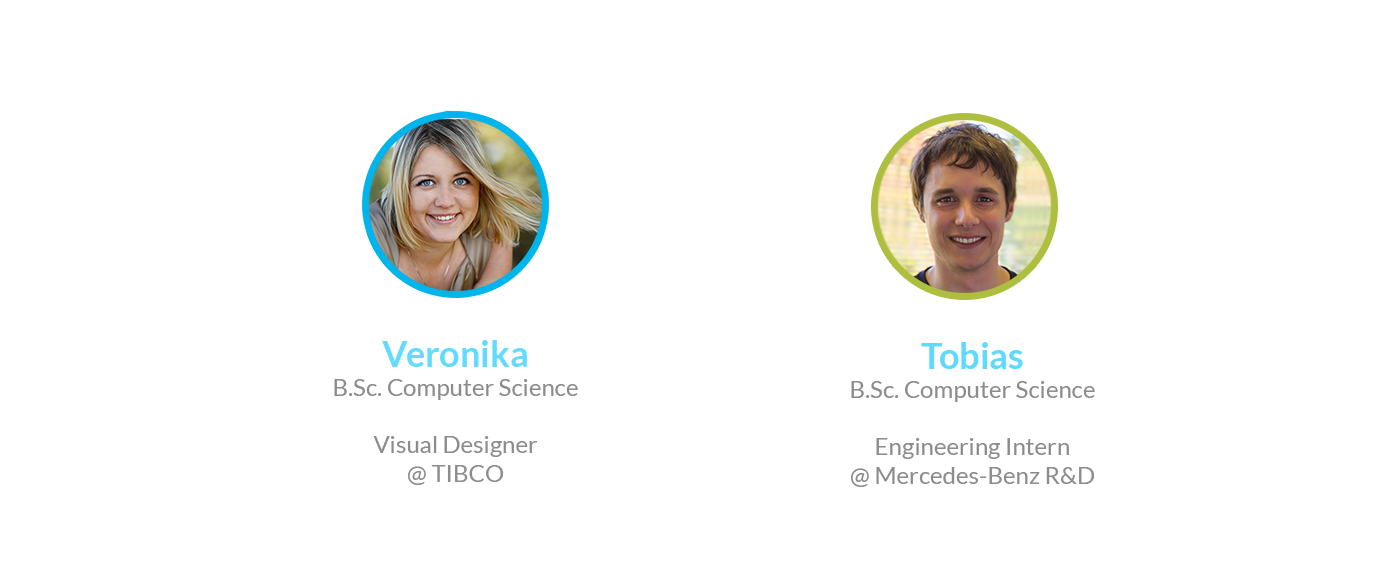 Veronika
B.Sc. Computer Science
Visual Designer
@ TIBCO
Tobias
B.Sc. Computer Science
Engineering Intern
@ Mercedes-Benz R&D